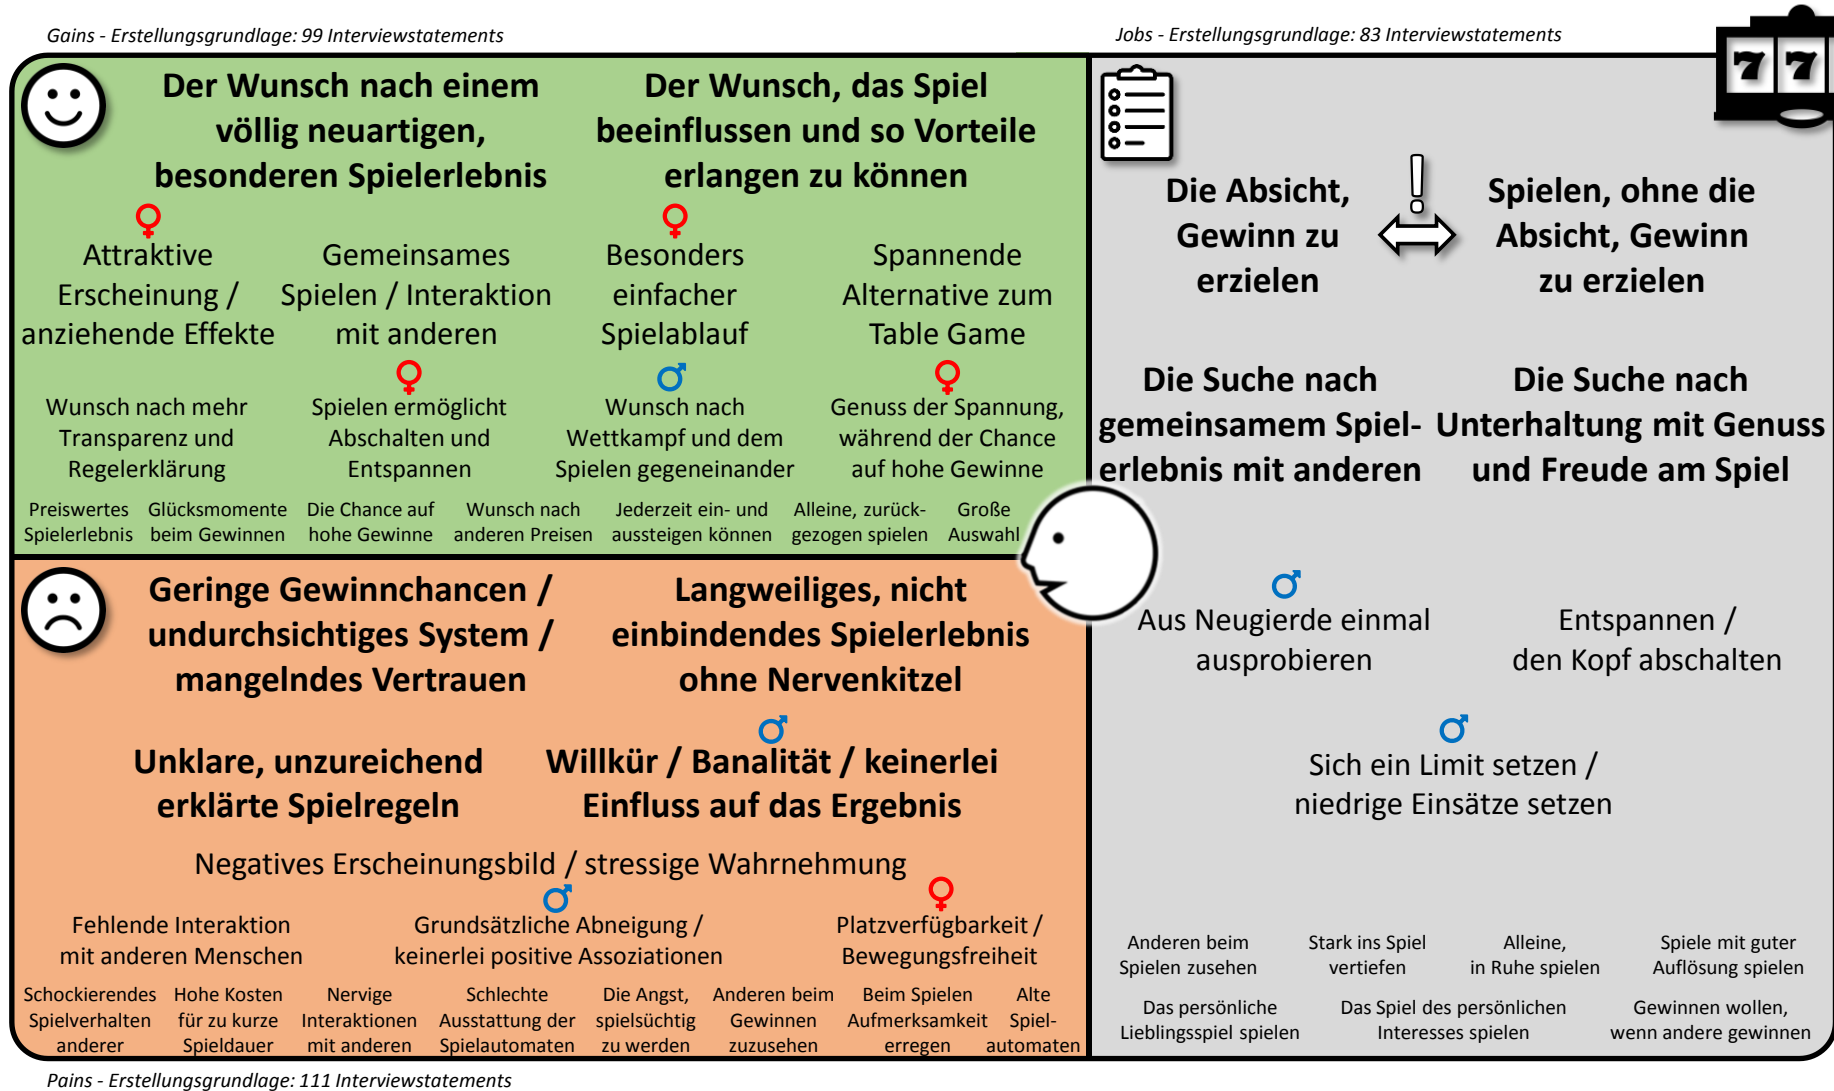 Gains - Erstellungsgrundlage: 99 Interviewstatements
Der Wunsch nach einem
völlig neuartigen,
besonderen Spielerlebnis
Der Wunsch, das Spiel
beeinflussen und so Vorteile
erlangen zu können
Attraktive
Erscheinung /
anziehende Effekte
Gemeinsames
Spielen / Interaktion
mit anderen
Besonders
einfacher
Spielablauf
Spannende
Alternative zum
Table Game
Wunsch nach mehr
Transparenz und
Regelerklärung
Spielen ermöglicht
Abschalten und
Entspannen
Wunsch nach
Wettkampf und dem
Spielen gegeneinander
Genuss der Spannung,
während der Chance
auf hohe Gewinne
Preiswertes
Spielerlebnis
Glücksmomente
beim Gewinnen
Die Chance auf
hohe Gewinne
Wunsch nach
anderen Preisen
Jederzeit ein- und
aussteigen können
Alleine, zurück-
gezogen spielen
Große
Auswahl
Jobs - Erstellungsgrundlage: 83 Interviewstatements
7 7
Die Absicht,
Gewinn zu
erzielen
!
Spielen, ohne die
Absicht, Gewinn
zu erzielen
Die Suche nach
gemeinsamem Spiel-
erlebnis mit anderen
Die Suche nach
Unterhaltung mit Genuss
und Freude am Spiel
Aus Neugierde einmal
ausprobieren
Entspannen /
den Kopf abschalten
Sich ein Limit setzen /
niedrige Einsätze setzen
Anderen beim
Spielen zusehen
Stark ins Spiel
vertiefen
Alleine,
in Ruhe spielen
Spiele mit guter
Auflösung spielen
Das persönliche
Lieblingsspiel spielen
Das Spiel des persönlichen
Interesses spielen
Gewinnen wollen,
wenn andere gewinnen
Geringe Gewinnchancen /
undurchsichtiges System /
mangelndes Vertrauen
Langweiliges, nicht
einbindendes Spielerlebnis
ohne Nervenkitzel
Unklare, unzureichend
erklärte Spielregeln
Willkür / Banalität / keinerlei
Einfluss auf das Ergebnis
Negatives Erscheinungsbild / stressige Wahrnehmung
Fehlende Interaktion
mit anderen Menschen
Grundsätzliche Abneigung /
keinerlei positive Assoziationen
Platzverfügbarkeit /
Bewegungsfreiheit
Schockierendes
Spielverhalten
anderer
Hohe Kosten
für zu kurze
Spieldauer
Nervige
Interaktionen
mit anderen
Schlechte
Ausstattung der
Spielautomaten
Die Angst,
spielsüchtig
zu werden
Anderen beim
Gewinnen
zuzusehen
Beim Spielen
Aufmerksamkeit
erregen
Alte
Spiel-
automaten
Pains - Erstellungsgrundlage: 111 Interviewstatements